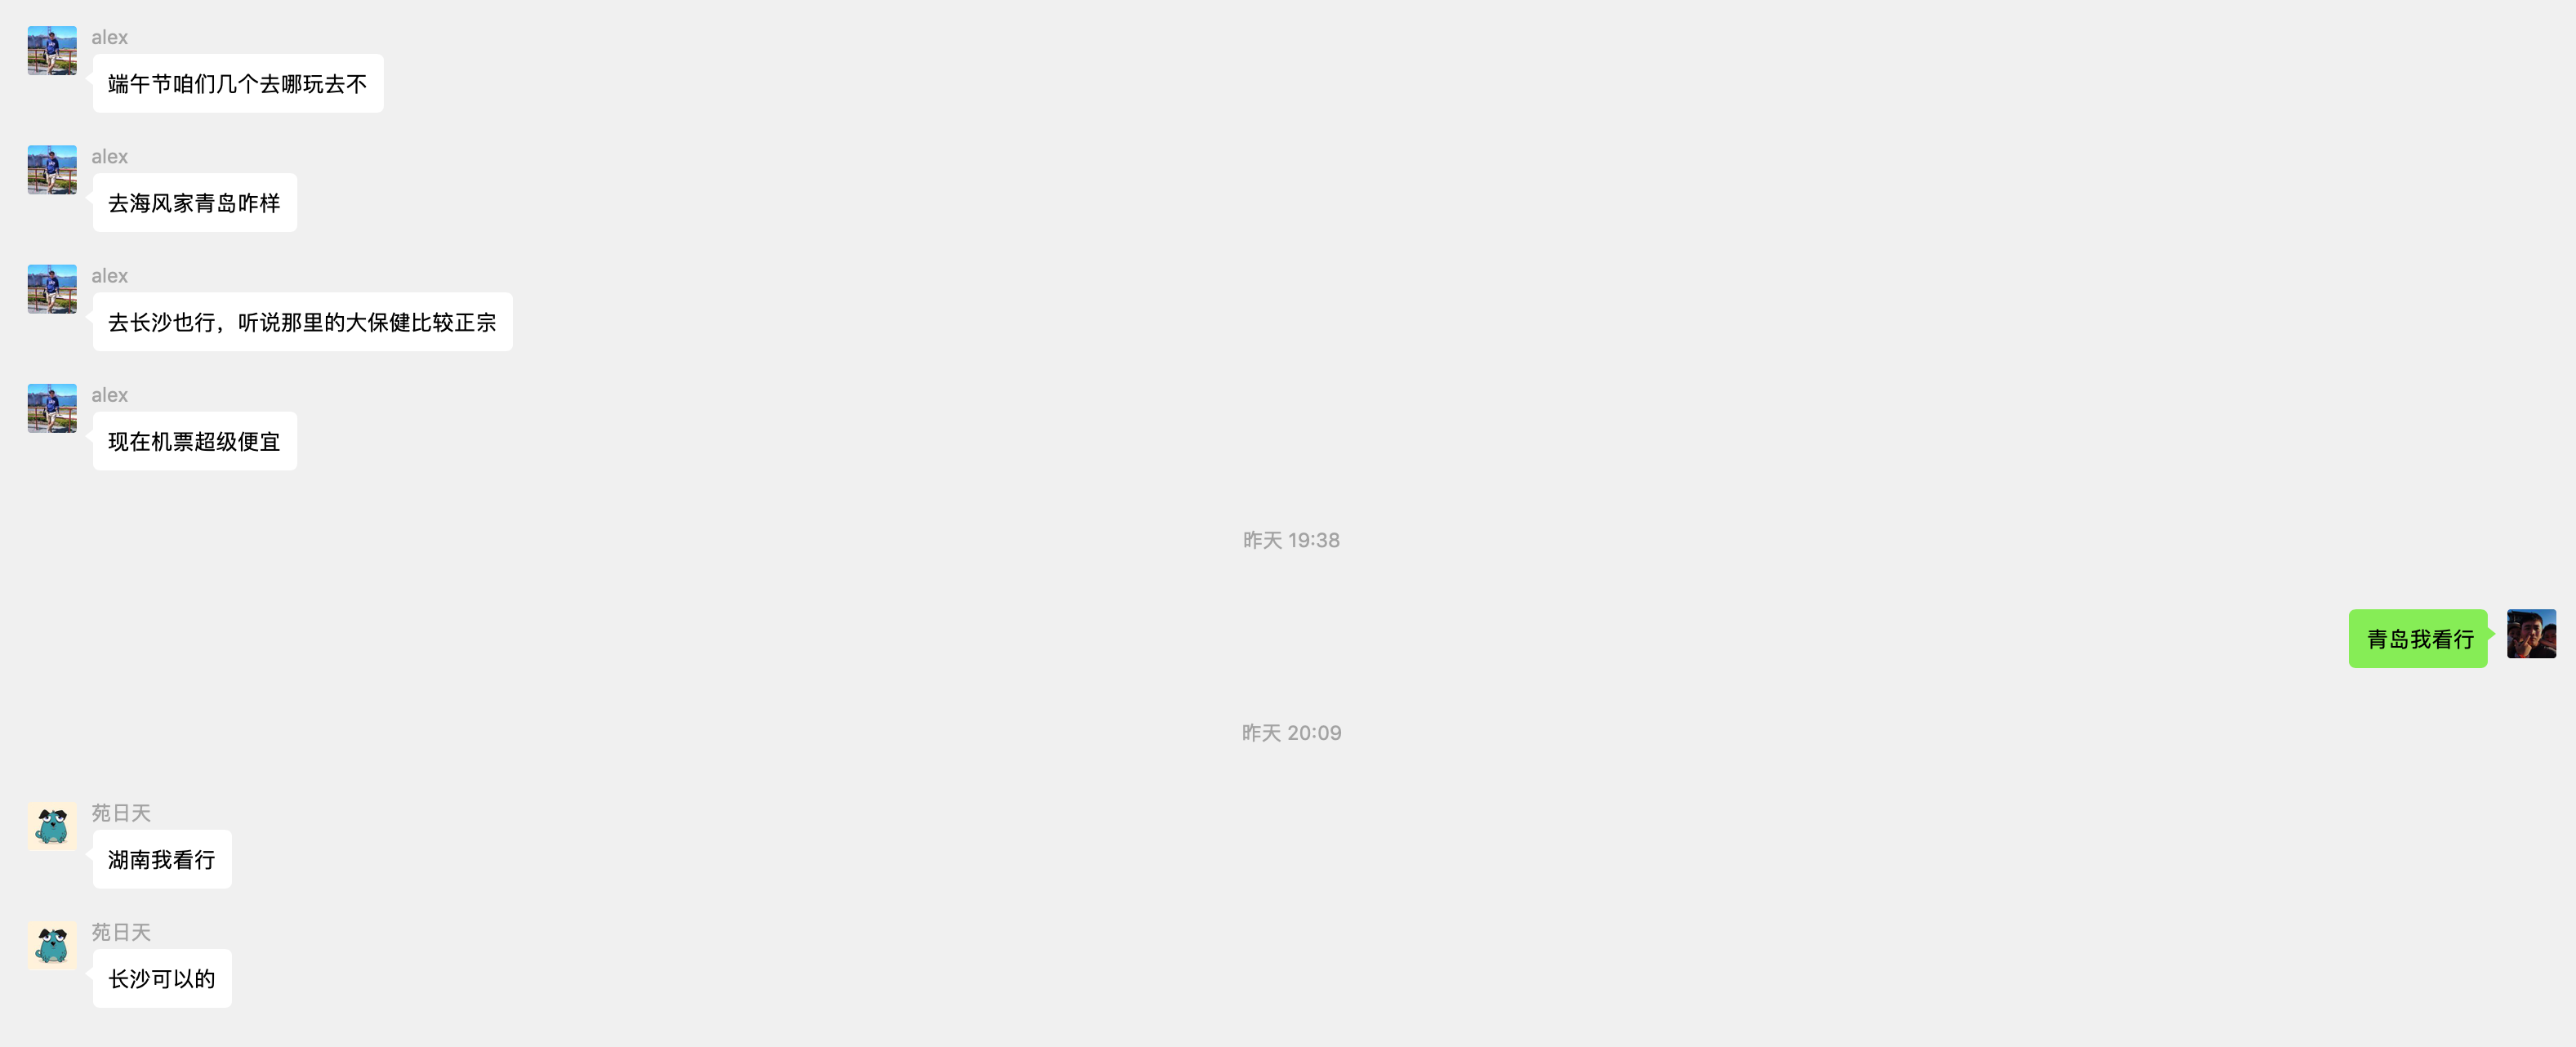 alex
端午节咱们几个去哪玩去不
alex
去海风家青岛咋样
alex
去长沙也行，听说那里的大保健比较正宗
alex
现在机票超级便宜
昨天 19:38
青岛我看行
昨天 20:09
苑日天
湖南我看行
苑日天
长沙可以的